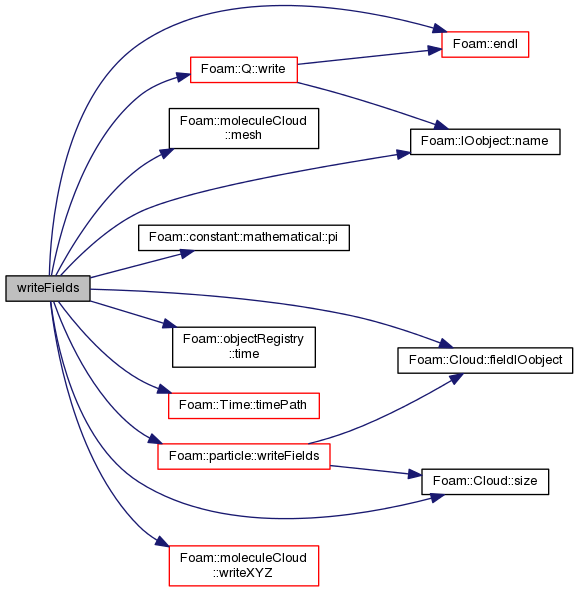 writeFields
Foam::endl
Foam::Q::write
Foam::moleculeCloud
::mesh
Foam::IOobject::name
Foam::constant::mathematical::pi
Foam::objectRegistry
::time
Foam::Cloud::fieldIOobject
Foam::Time::timePath
Foam::particle::writeFields
Foam::Cloud::size
Foam::moleculeCloud
::writeXYZ